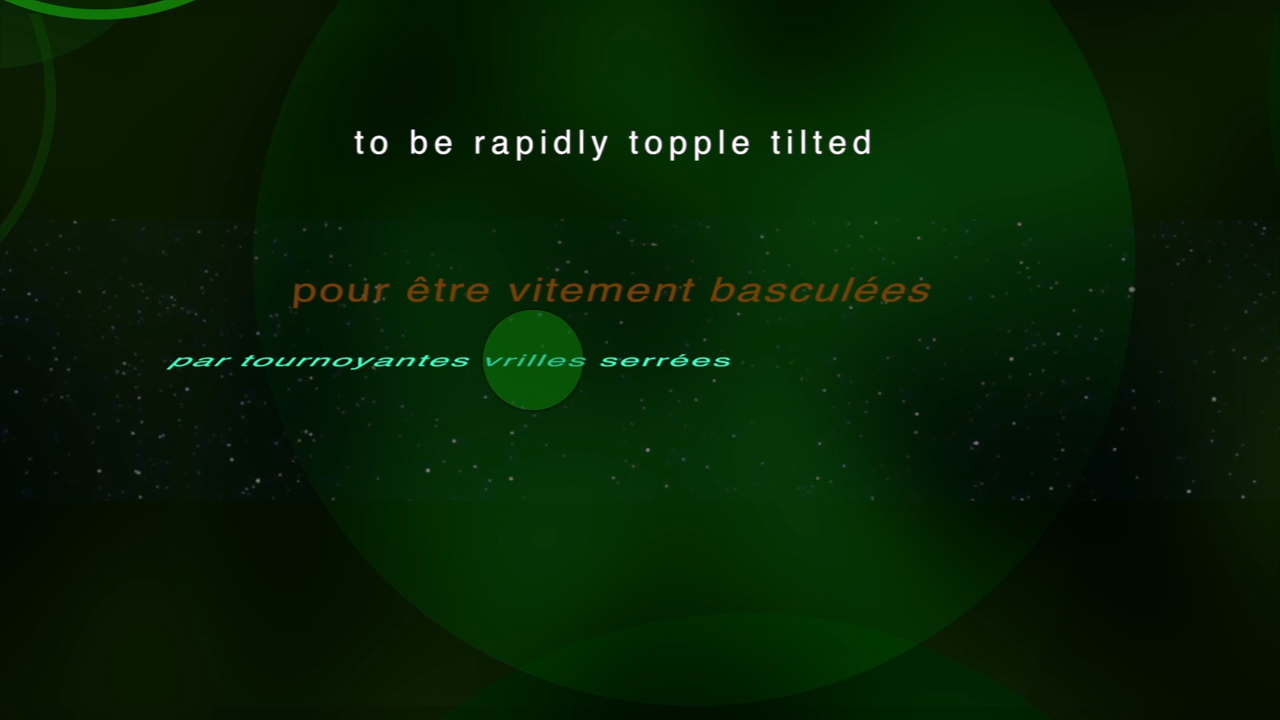 to be rapidly topple tilted
pour être vitement basculées
par tournoyantes vrilles serrées